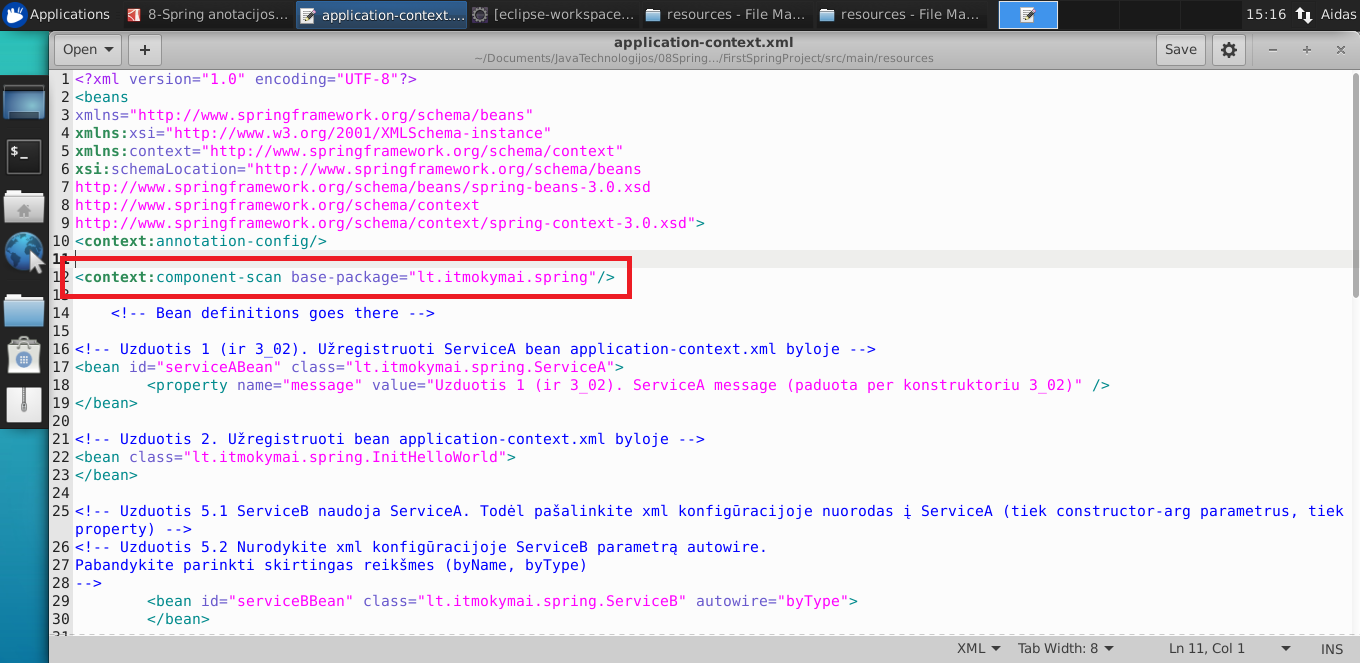 Applications 8-Spring anotacijos... application-context.... [eclipse-workspace... resources - File Ma... resources - File Ma... 15:16 Aidas
Open + application-context.xml Save
~/Documents/JavaTechnologijos/08Spring.../FirstSpringProject/src/main/resources
1 <?xml version="1.0" encoding="UTF-8"?>
2 <beans
3 xmlns="http://www.springframework.org/schema/beans"
4 xmlns:xsi="http://www.w3.org/2001/XMLSchema-instance"
5 xmlns:context="http://www.springframework.org/schema/context"
6 xsi:schemaLocation="http://www.springframework.org/schema/beans
7 http://www.springframework.org/schema/beans/spring-beans-3.0.xsd
8 http://www.springframework.org/schema/context
9 http://www.springframework.org/schema/context/spring-context-3.0.xsd">
10 <context:annotation-config/>
11
12 <context:component-scan base-package="lt.itmokymai.spring"/>
13
14 <!-- Bean definitions goes there -->
15
16 <!-- Uzduotis 1 (ir 3_02). Užregistruoti ServiceA bean application-context.xml byloje -->
17 <bean id="serviceABean" class="lt.itmokymai.spring.ServiceA">
18 <property name="message" value="Uzduotis 1 (ir 3_02). ServiceA message (paduota per konstruktoriu 3_02)" />
19 </bean>
20
21 <!-- Uzduotis 2. Užregistruoti bean application-context.xml byloje -->
22 <bean class="lt.itmokymai.spring.InitHelloWorld">
23 </bean>
24
25 <!-- Uzduotis 5.1 ServiceB naudoja ServiceA. Todėl pašalinkite xml konfigūracijoje nuorodas į ServiceA (tiek constructor-arg parametrus, tiek
property) -->
26 <!-- Uzduotis 5.2 Nurodykite xml konfigūracijoje ServiceB parametrą autowire.
27 Pabandykite parinkti skirtingas reikšmes (byName, byType)
28 -->
29 <bean id="serviceBBean" class="lt.itmokymai.spring.ServiceB" autowire="byType">
30 </bean>
31
XML Tab Width: 8 Ln 11, Col 1 INS